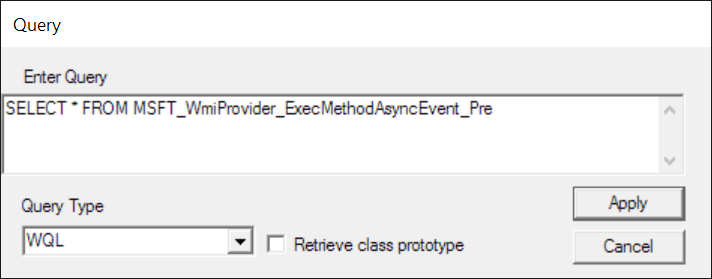 Query
Enter Query
SELECT * FROM MSFT_WmiProvider_ExecMethodAsyncEvent_Pre
Query Type
Apply
WQL
Retrieve class prototype
Cancel